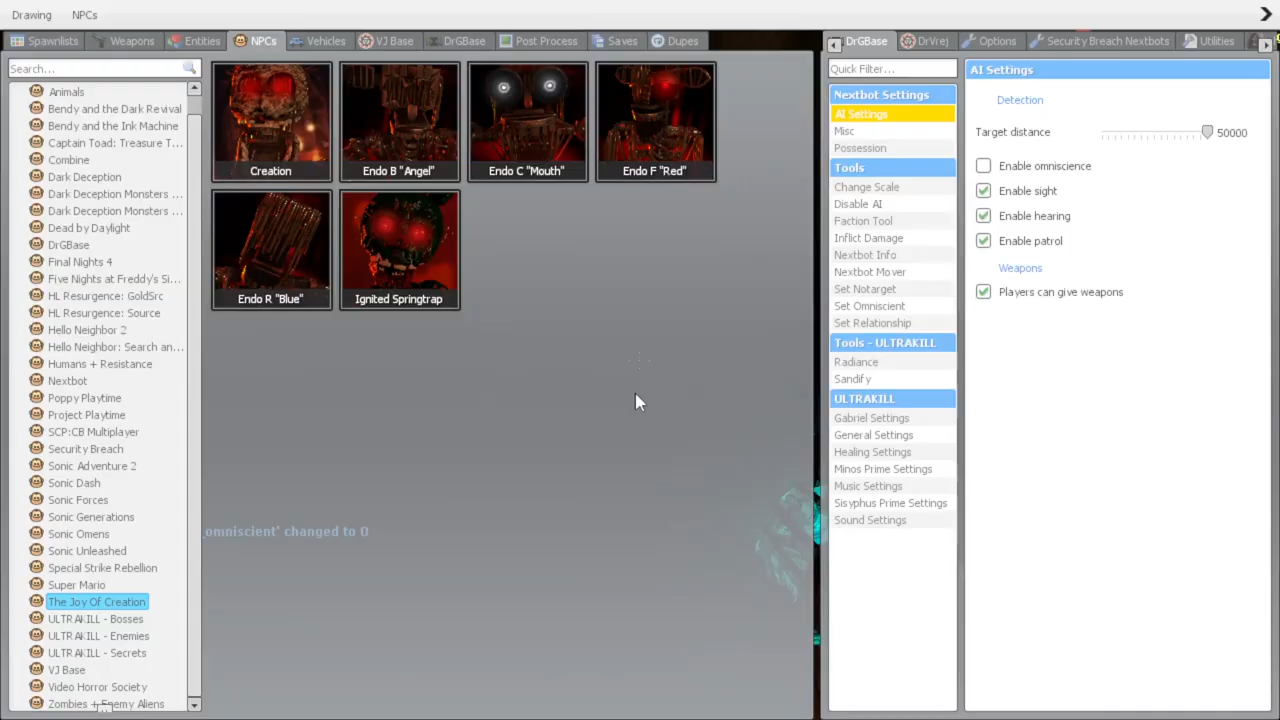 Drawing NPCs
Spawnlists Weapons Entities NPCs Vehicles VJ Base DrGBase Post Process Saves Dupes
Search...
Animals
Bendy and the Dark Revival
Bendy and the Ink Machine
Captain Toad: Treasure T...
Combine
Dark Deception
Dark Deception Monsters ...
Dark Deception Monsters ...
Dead by Daylight
DrGBase
Final Nights 4
Five Nights at Freddy's Si...
HL Resurgence: GoldSrc
HL Resurgence: Source
Hello Neighbor 2
Hello Neighbor: Search an...
Humans + Resistance
Nextbot
Poppy Playtime
Project Playtime
SCP:CB Multiplayer
Security Breach
Sonic Adventure 2
Sonic Dash
Sonic Forces
Sonic Generations
Sonic Omens
Sonic Unleashed
Special Strike Rebellion
Super Mario
The Joy Of Creation
ULTRAKILL - Bosses
ULTRAKILL - Enemies
ULTRAKILL - Secrets
VJ Base
Video Horror Society
Zombies + Enemy Aliens
Creation
Endo B "Angel"
Endo C "Mouth"
Endo F "Red"
Endo R "Blue"
Ignited Springtrap
_omniscient' changed to 0
DrGBase DrVrej Options Security Breach Nextbots Utilities
Quick Filter...
Nextbot Settings
AI Settings
Misc
Possession
Tools
Change Scale
Disable AI
Faction Tool
Inflict Damage
Nextbot Info
Nextbot Mover
Set Notarget
Set Omniscient
Set Relationship
Tools - ULTRAKILL
Radiance
Sandify
ULTRAKILL
Gabriel Settings
General Settings
Healing Settings
Minos Prime Settings
Music Settings
Sisyphus Prime Settings
Sound Settings
AI Settings
Detection
Target distance 50000
Enable omniscience
Enable sight
Enable hearing
Enable patrol
Weapons
Players can give weapons